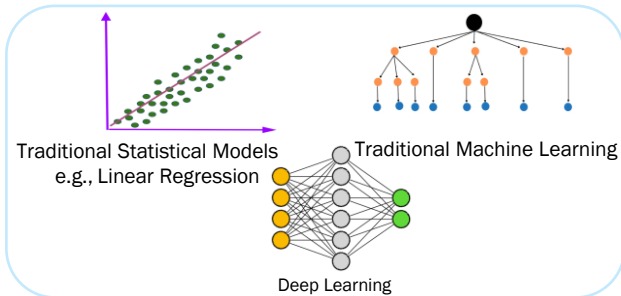 Traditional Statistical Models
e.g., Linear Regression
Traditional Machine Learning
Deep Learning